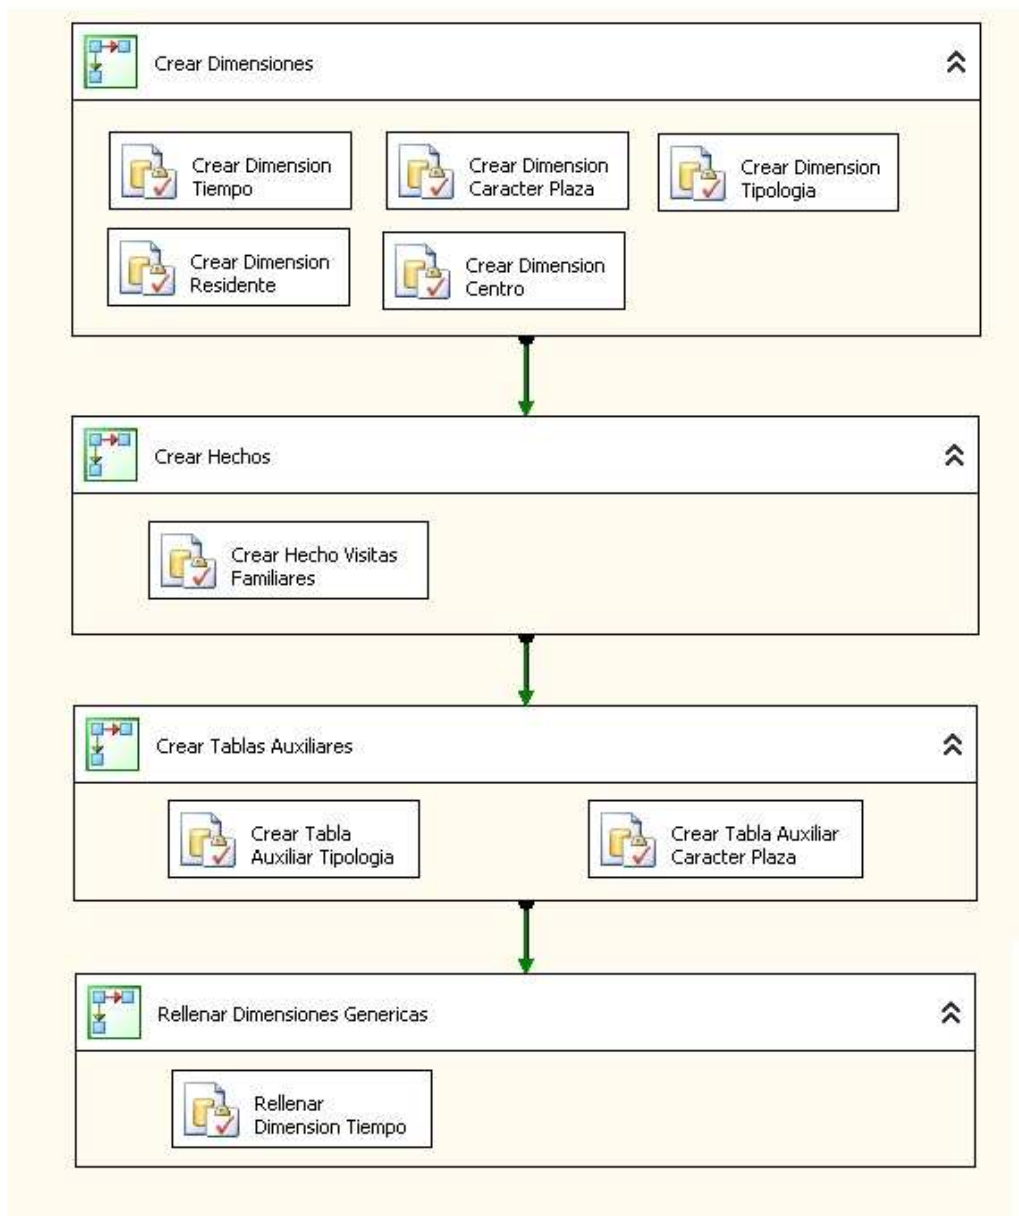 Crear Dimensiones
Crear Dimension
Tiempo
Crear Dimension
Caracter Plaza
Crear Dimension
Tipologia
Crear Dimension
Residente
Crear Dimension
Centro
Crear Hechos
Crear Hecho Visitas
Familiares
Crear Tablas Auxiliares
Crear Tabla
Auxiliar Tipologia
Crear Tabla Auxiliar
Caracter Plaza
Rellenar Dimensiones Genericas
Rellenar
Dimension Tiempo